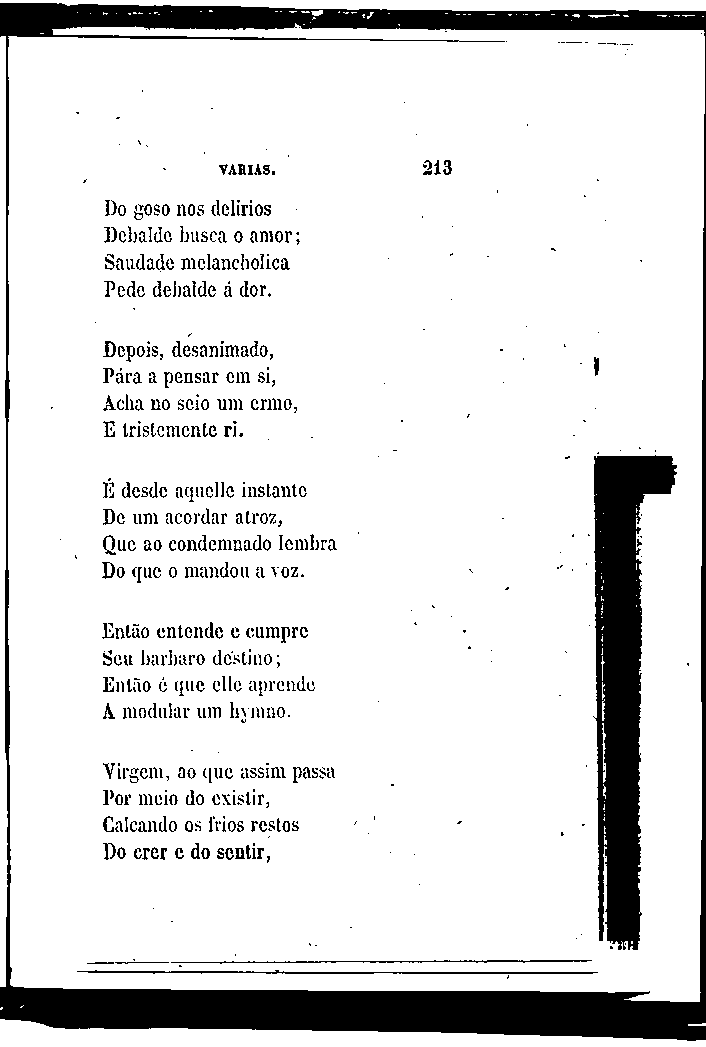 VARIAS. 213
Do goso nos delirios
Debalde busca o amor;
Saudade melancholica
Pede debalde á dor.
Depois, desanimado,
Pára a pensar em si,
Acha no seio um ermo,
E tristemente ri.
É desde aquelle instante
De um acordar atroz,
Que ao condemnado lembra
Do que o mandou a voz.
Então entende e cumpre
Seu barbaro destino;
Então é que elle aprende
A modular um hymno.
Virgem, ao que assim passa
Por meio do existir,
Calcando os frios restos
Do crer e do sentir,